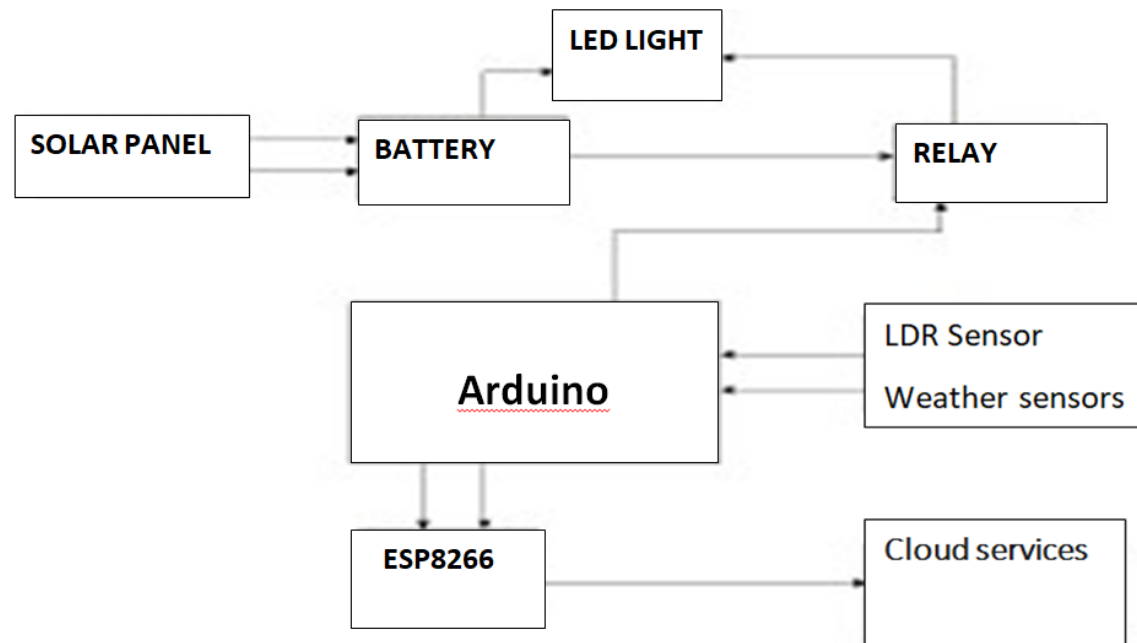 LED LIGHT
SOLAR PANEL
BATTERY
RELAY
Arduino
LDR Sensor
Weather sensors
ESP8266
Cloud services